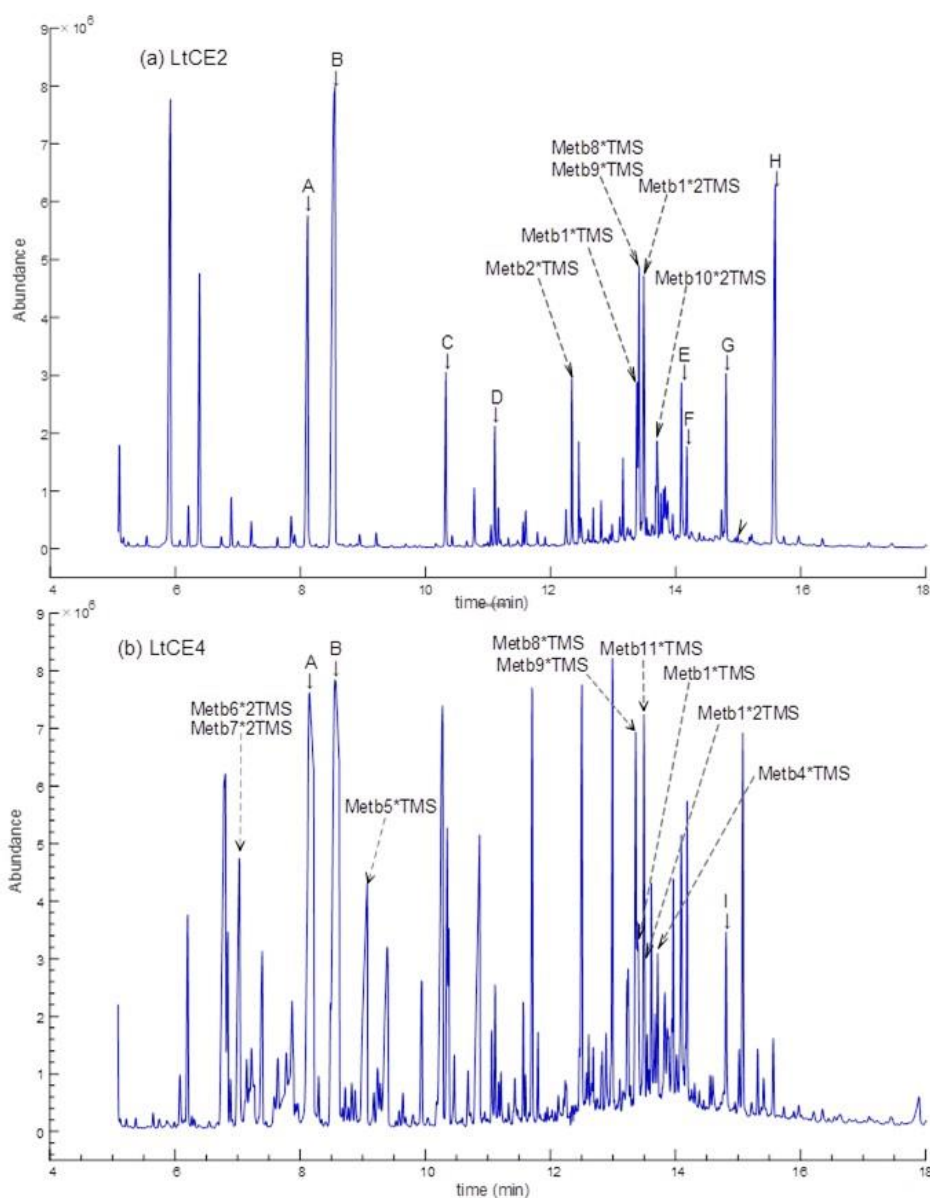 × 10⁶
9
(a) LtCE2
B
8
7
Metb8*TMS
Metb9*TMS
H
Metb1*2TMS
A
6
Metb1*TMS
Metb2*TMS
Metb10*2TMS
5
Abundance
4
C
E
G
3
D
F
2
1
0
4 6 8 10 12 14 16 18
time (min)
× 10⁶
9
(b) LtCE4
A
B
Metb8*TMS
Metb9*TMS
Metb11*TMS
8
Metb1*TMS
Metb6*2TMS
Metb7*2TMS
Metb1*2TMS
7
6
Metb5*TMS
Metb4*TMS
5
Abundance
4
I
3
2
1
0
4 6 8 10 12 14 16 18
time (min)